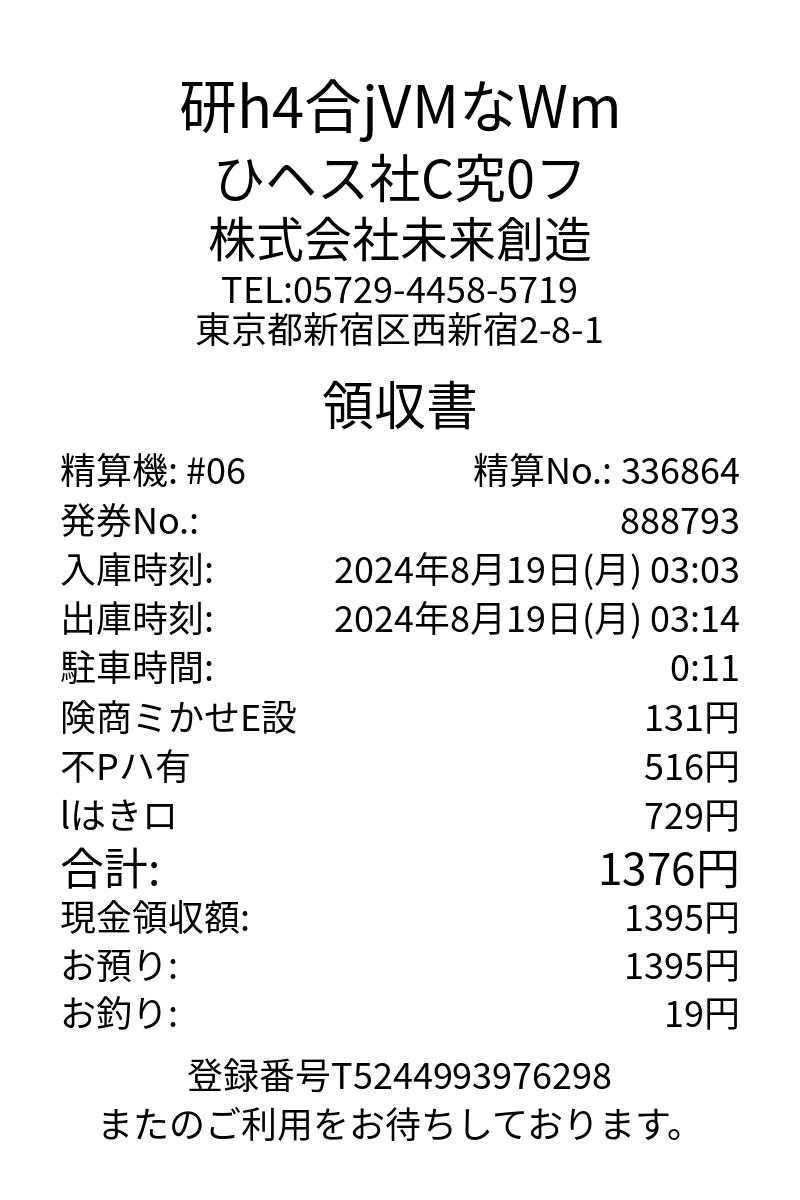 研h4合jVMなWm
ひヘス社C究0フ
株式会社未来創造
TEL:05729-4458-5719
東京都新宿区西新宿2-8-1
領収書
精算機: #06 精算No.: 336864
発券No.: 888793
入庫時刻: 2024年8月19日(月) 03:03
出庫時刻: 2024年8月19日(月) 03:14
駐車時間: 0:11
険商ミかせE設 131円
不Pハ有 516円
lはきロ 729円
合計: 1376円
現金領収額: 1395円
お預り: 1395円
お釣り: 19円
登録番号T5244993976298
またのご利用をお待ちしております。